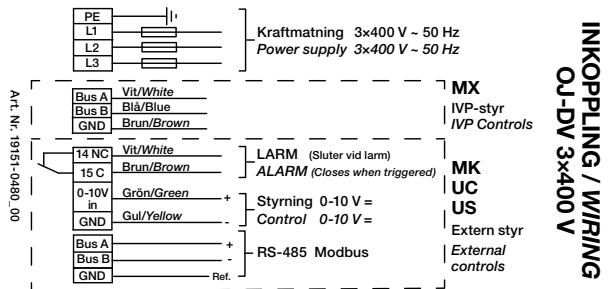 PE
L1
L2
L3
Kraftmatning 3×400 V ~ 50 Hz
Power supply 3×400 V ~ 50 Hz
Bus A Vit/White
Bus B Blå/Blue
GND Brun/Brown
MX
IVP-styr
IVP Controls
14 NC Vit/White
15 C Brun/Brown
LARM (Sluter vid larm)
ALARM (Closes when triggered)
0-10V
in
Grön/Green +
GND Gul/Yellow -
Styrning 0-10 V =
Control 0-10 V =
Bus A +
Bus B -
GND Ref.
RS-485 Modbus
MK
UC
US
Extern styr
External
controls
Art. Nr. 19151-0480_00
INKOPPLING / WIRING
OJ-DV 3×400 V